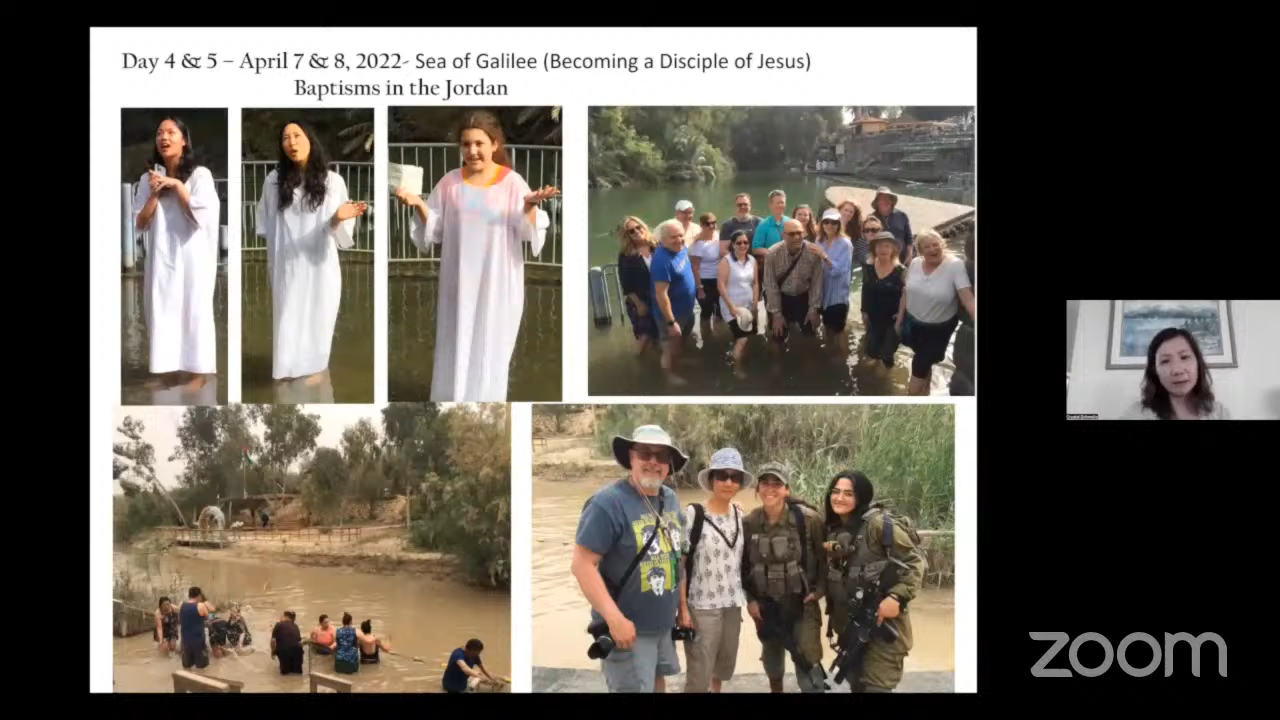 Day 4 & 5 – April 7 & 8, 2022- Sea of Galilee (Becoming a Disciple of Jesus)
Baptisms in the Jordan
zoom